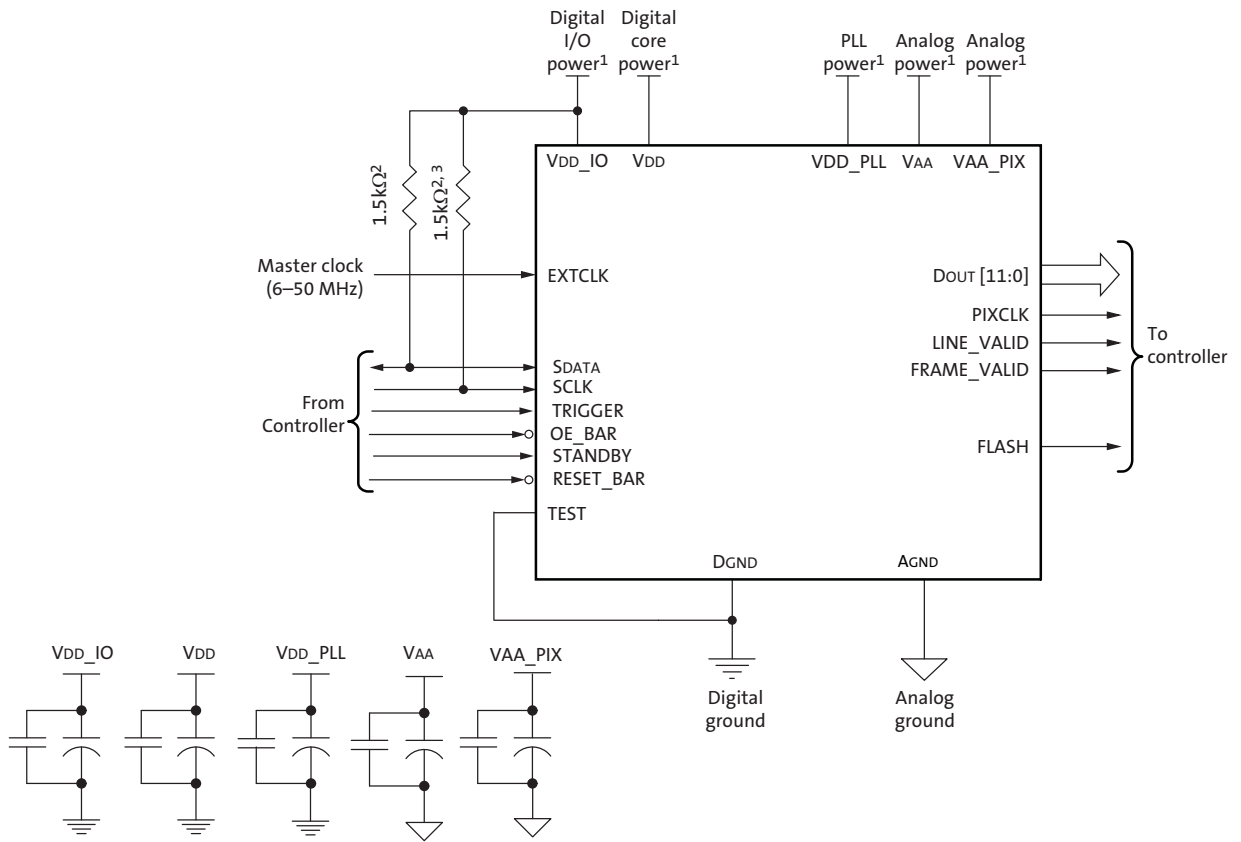 Digital
I/O
power1
Digital
core
power1
PLL
power1
Analog
power1
Analog
power1
VDD_IO
VDD
VDD_PLL
VAA
VAA_PIX
1.5kΩ2
1.5kΩ2, 3
Master clock
(6–50 MHz)
EXTCLK
DOUT [11:0]
PIXCLK
LINE_VALID
FRAME_VALID
FLASH
To
controller
From
Controller
SDATA
SCLK
TRIGGER
OE_BAR
STANDBY
RESET_BAR
TEST
DGND
AGND
Digital
ground
Analog
ground
VDD_IO
VDD
VDD_PLL
VAA
VAA_PIX